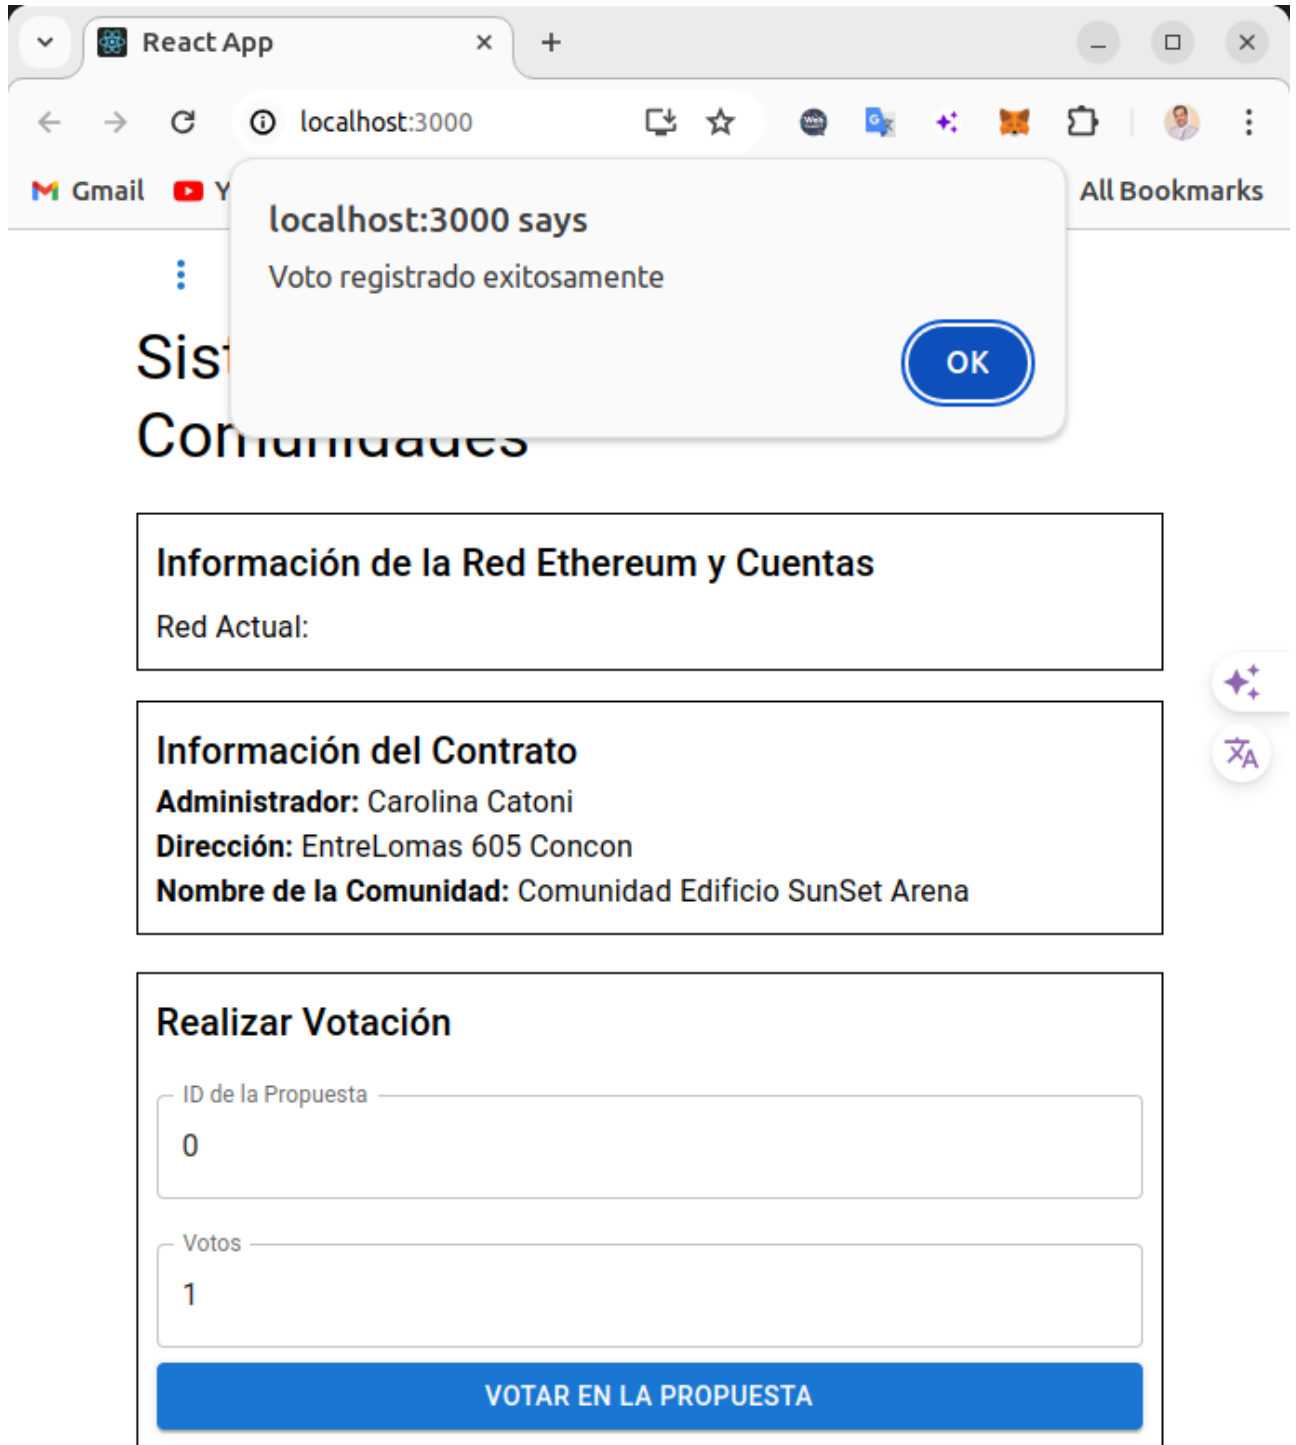 React App
localhost:3000
Gmail
All Bookmarks
localhost:3000 says
Voto registrado exitosamente
OK
Comunidades
Información de la Red Ethereum y Cuentas
Red Actual:
Información del Contrato
Administrador: Carolina Catoni
Dirección: EntreLomas 605 Concon
Nombre de la Comunidad: Comunidad Edificio SunSet Arena
Realizar Votación
ID de la Propuesta
0
Votos
1
VOTAR EN LA PROPUESTA